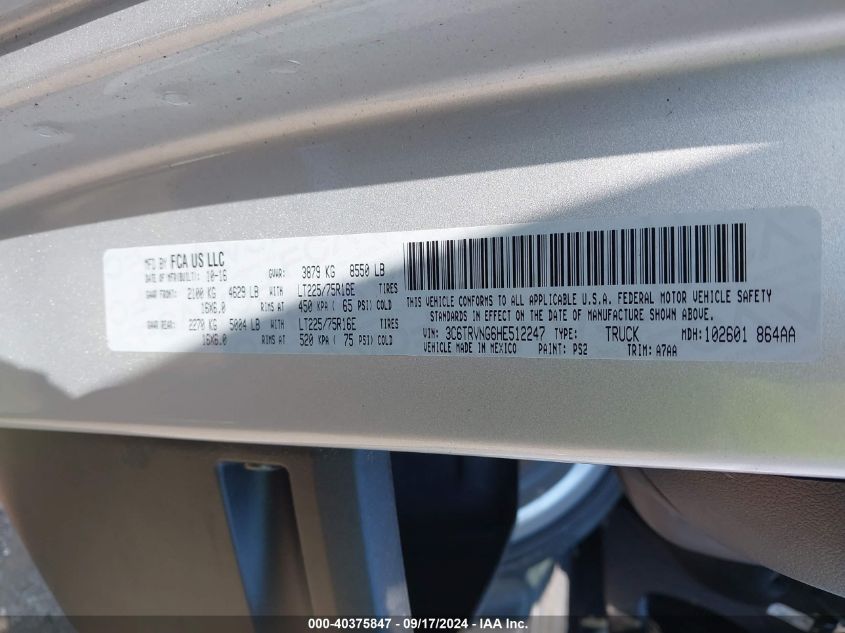 MFD BY FCA US LLC
DATE OF MFR(BUILT): 10-16 GVWR: 3879 KG 8550 LB
GAWR FRONT: 2100 KG 4629 LB WITH LT225/75R16E TIRES
16X6.0 RIMS AT 450 KPA ( 65 PSI) COLD
GAWR REAR: 2270 KG 5004 LB WITH LT225/75R16E TIRES
16X6.0 RIMS AT 520 KPA ( 75 PSI) COLD
THIS VEHICLE CONFORMS TO ALL APPLICABLE U.S.A. FEDERAL MOTOR VEHICLE SAFETY
STANDARDS IN EFFECT ON THE DATE OF MANUFACTURE SHOWN ABOVE.
VIN: 3C6TRVNG6HE512247 TYPE: TRUCK MDH: 102601 864AA
VEHICLE MADE IN MEXICO PAINT: PS2 TRIM: A7AA
000-40375847 - 09/17/2024 - IAA Inc.